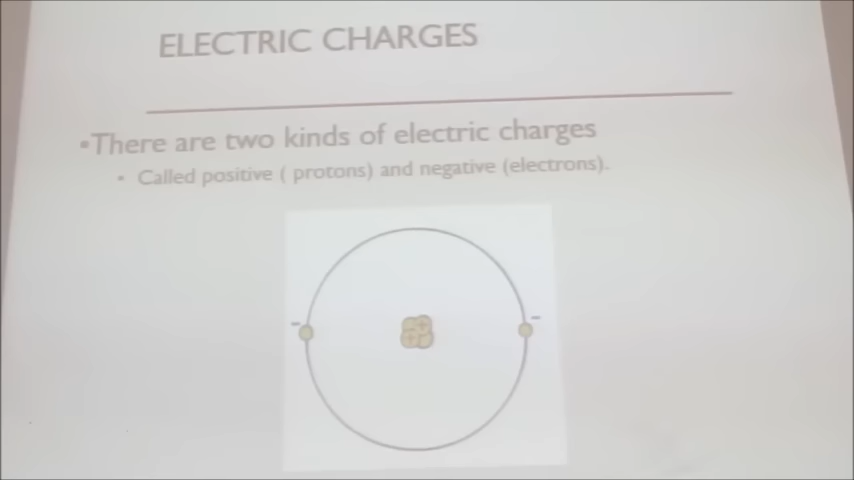 ELECTRIC CHARGES
•There are two kinds of electric charges
• Called positive ( protons) and negative (electrons).
- -
+
+